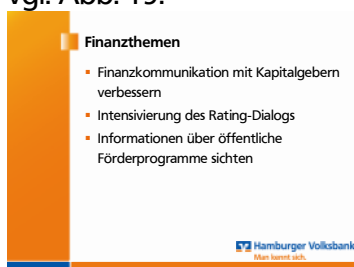 vgl. Abb. 19.
Finanzthemen
Finanzkommunikation mit Kapitalgebern
verbessern
Intensivierung des Rating-Dialogs
Informationen über öffentliche
Förderprogramme sichten
Hamburger Volksbank
Man kennt sich.